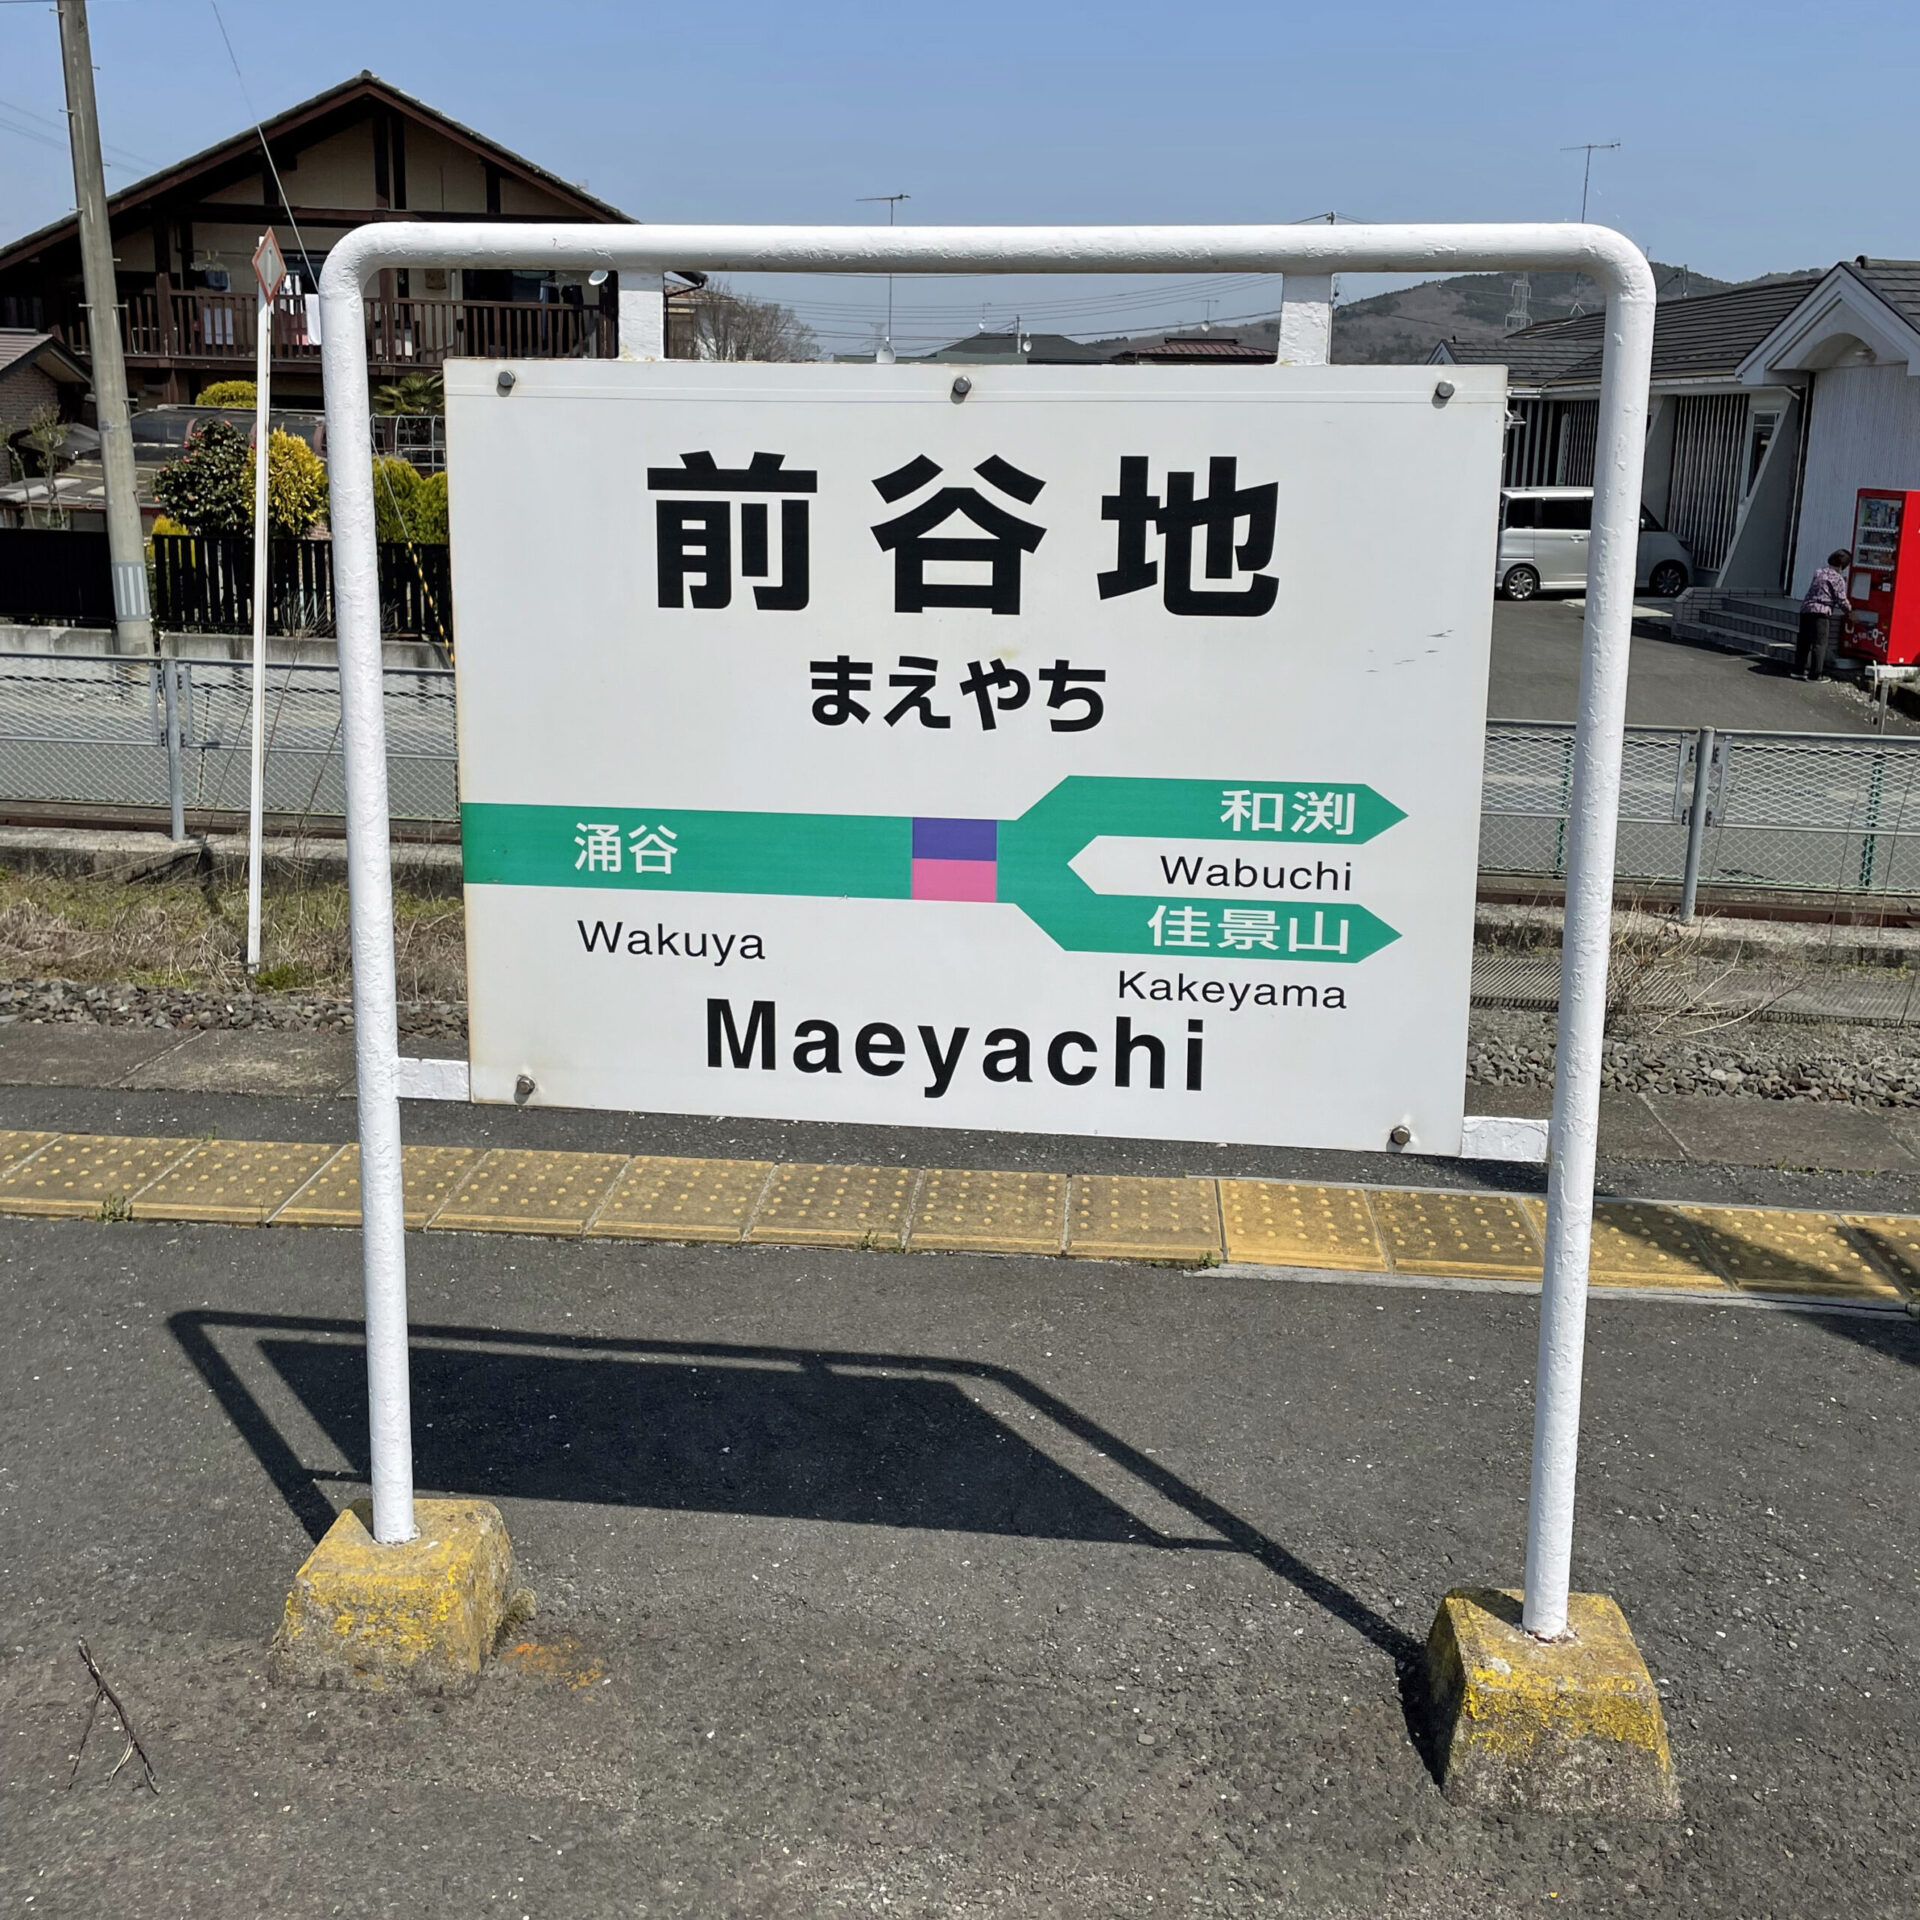 前谷地
まえやち
涌谷
Wakuya
和渕
Wabuchi
佳景山
Kakeyama
Maeyachi